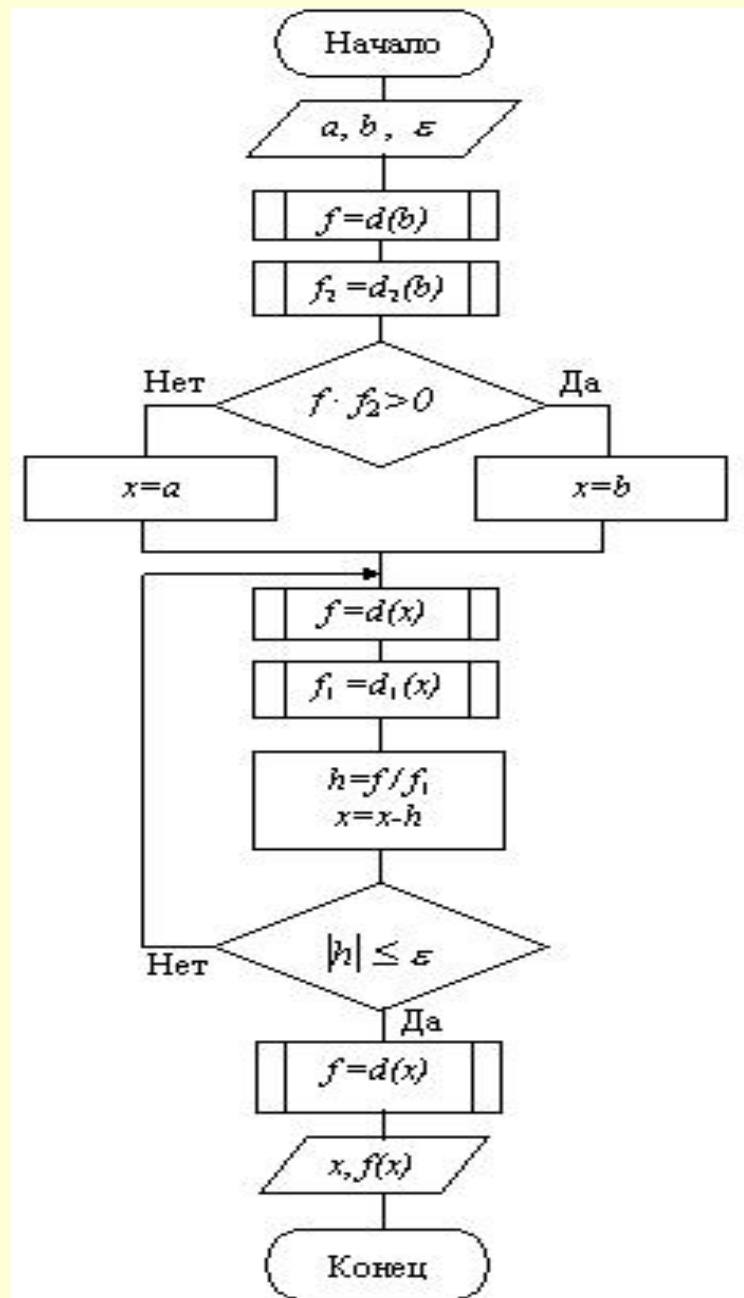 Начало
a, b , ε
f=d(b)
f₂=d₂(b)
Нет
Да
f · f₂>0
x=a
x=b
f=d(x)
f₁=d₁(x)
h=f/f₁
x=x-h
|h| ≤ ε
Нет
Да
f=d(x)
x, f(x)
Конец